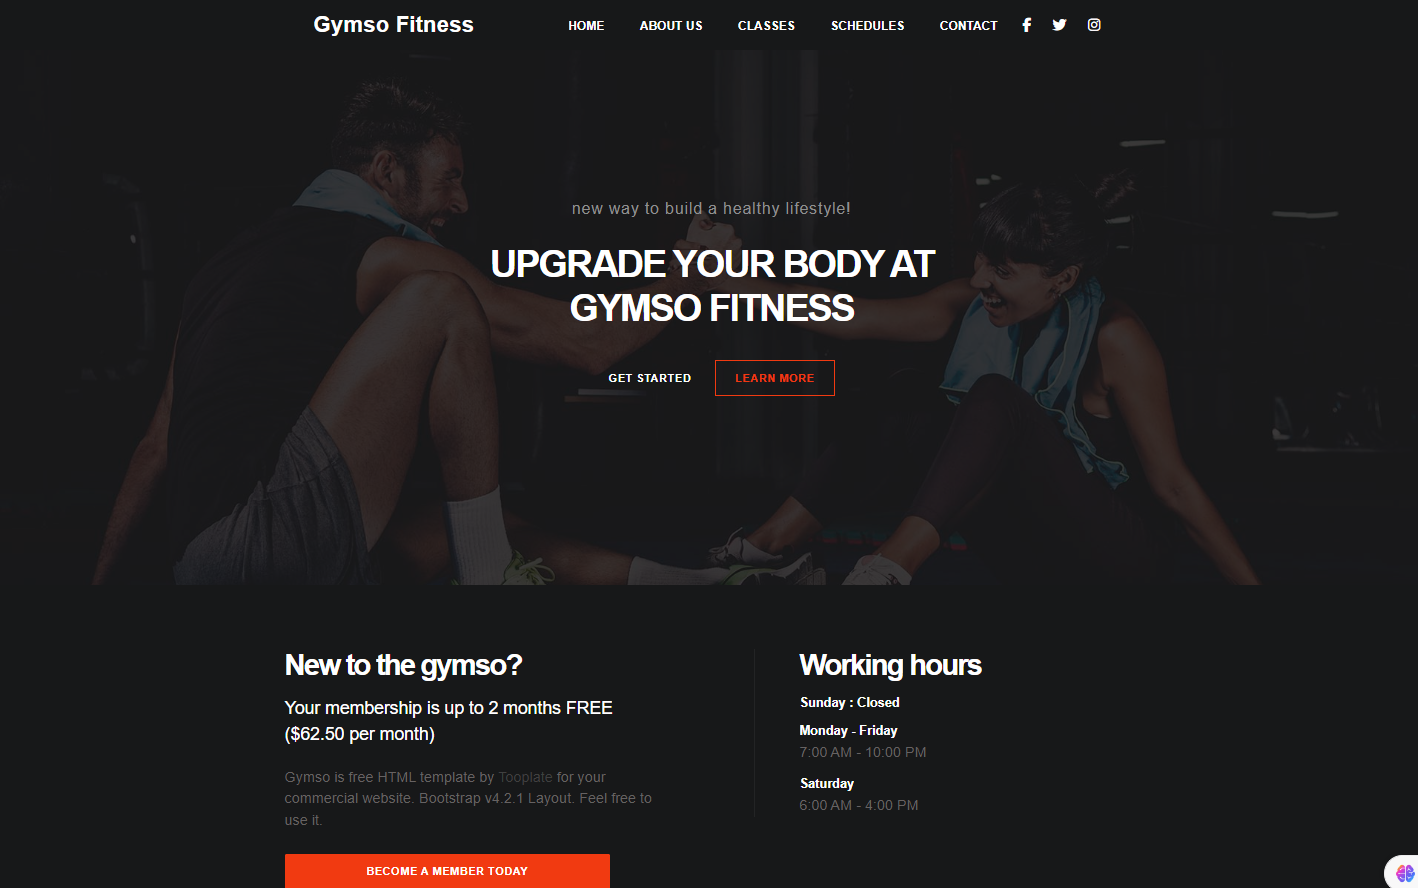 Gymso Fitness
HOME ABOUT US CLASSES SCHEDULES CONTACT
new way to build a healthy lifestyle!
UPGRADE YOUR BODY AT
GYMSO FITNESS
GET STARTED LEARN MORE
New to the gymso?
Your membership is up to 2 months FREE
($62.50 per month)
Gymso is free HTML template by Tooplate for your
commercial website. Bootstrap v4.2.1 Layout. Feel free to
use it.
BECOME A MEMBER TODAY
Working hours
Sunday : Closed
Monday - Friday
7:00 AM - 10:00 PM
Saturday
6:00 AM - 4:00 PM